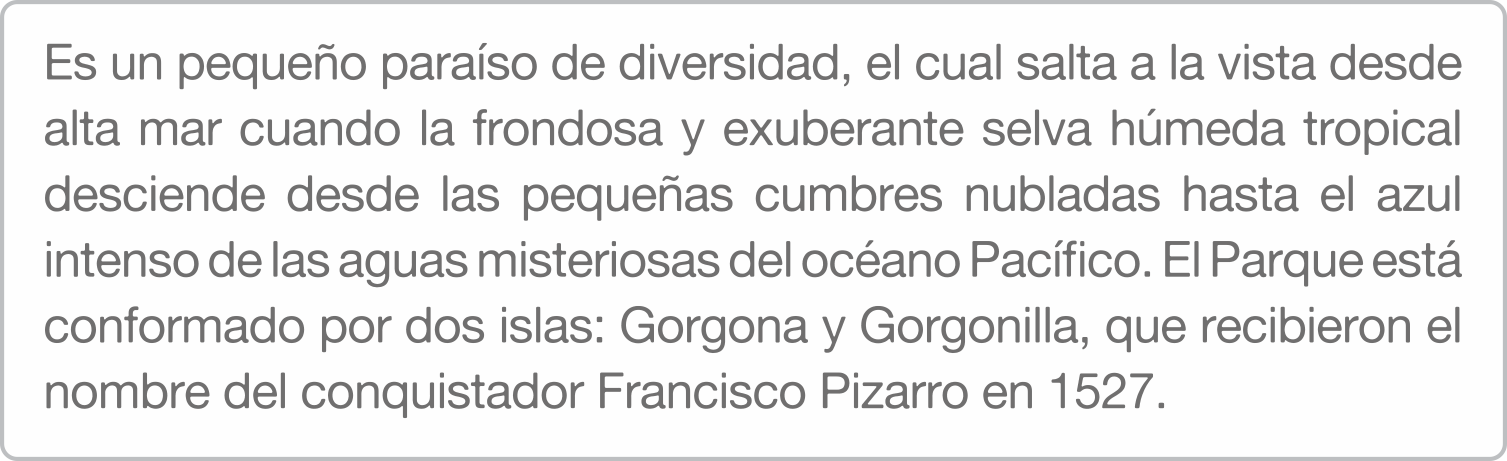 Es un pequeño paraíso de diversidad, el cual salta a la vista desde
alta mar cuando la frondosa y exuberante selva húmeda tropical
desciende desde las pequeñas cumbres nubladas hasta el azul
intenso de las aguas misteriosas del océano Pacífico. El Parque está
conformado por dos islas: Gorgona y Gorgonilla, que recibieron el
nombre del conquistador Francisco Pizarro en 1527.